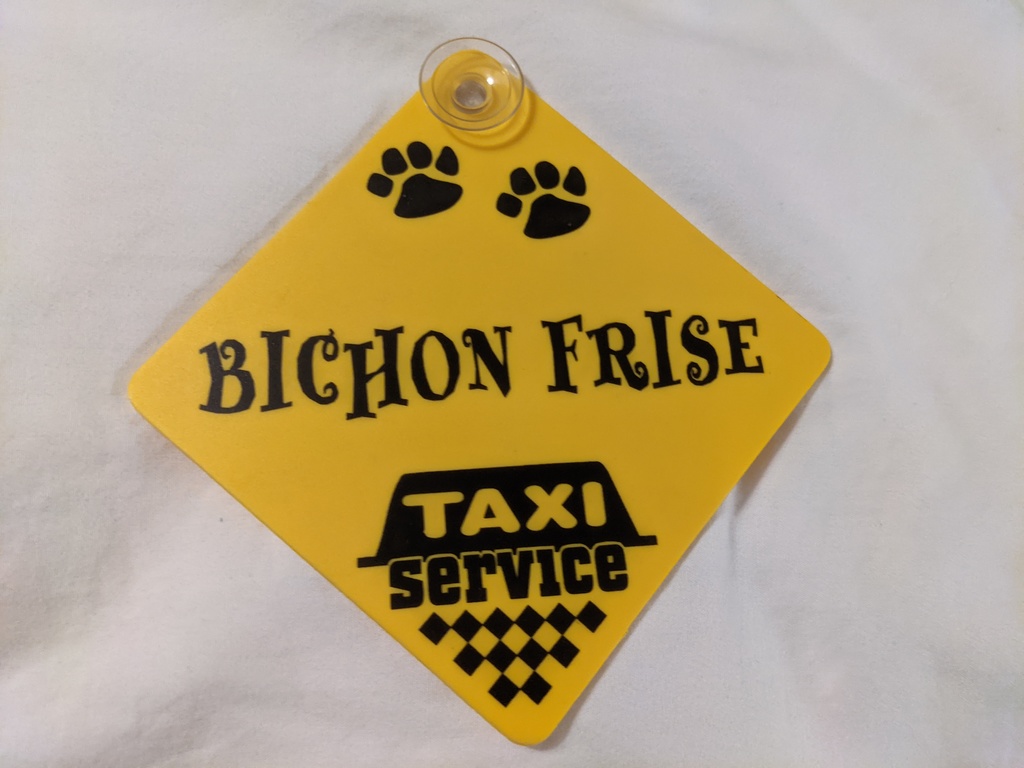 BICHON FRISE
TAXI
service